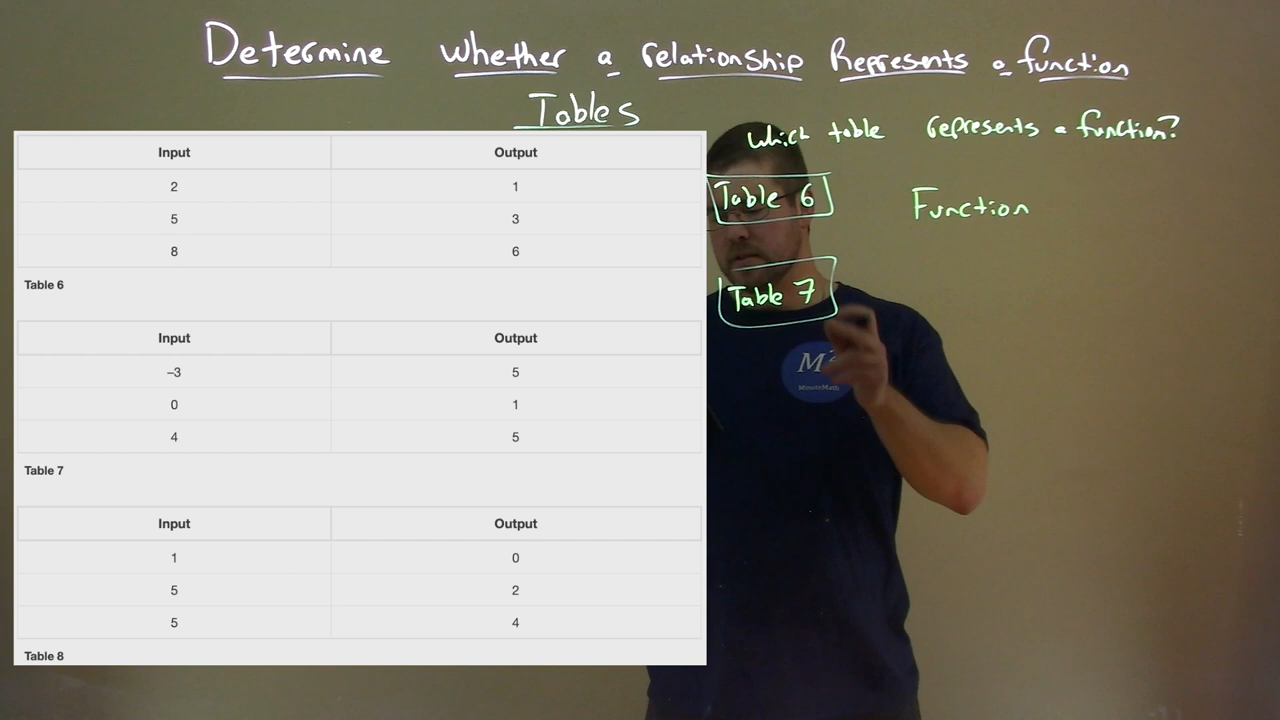 Determine whether a relationship Represents a function
Tables
which table represents a function?
Input Output
2 1
5 3
8 6
Table 6
Input Output
-3 5
0 1
4 5
Table 7
Input Output
1 0
5 2
5 4
Table 8
Table 6 Function
Table 7
M²
MinuteMath